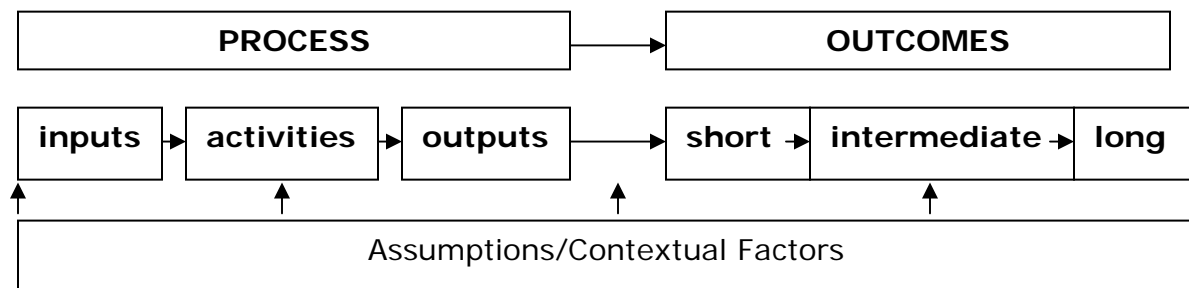 PROCESS OUTCOMES
inputs activities outputs short intermediate long
Assumptions/Contextual Factors